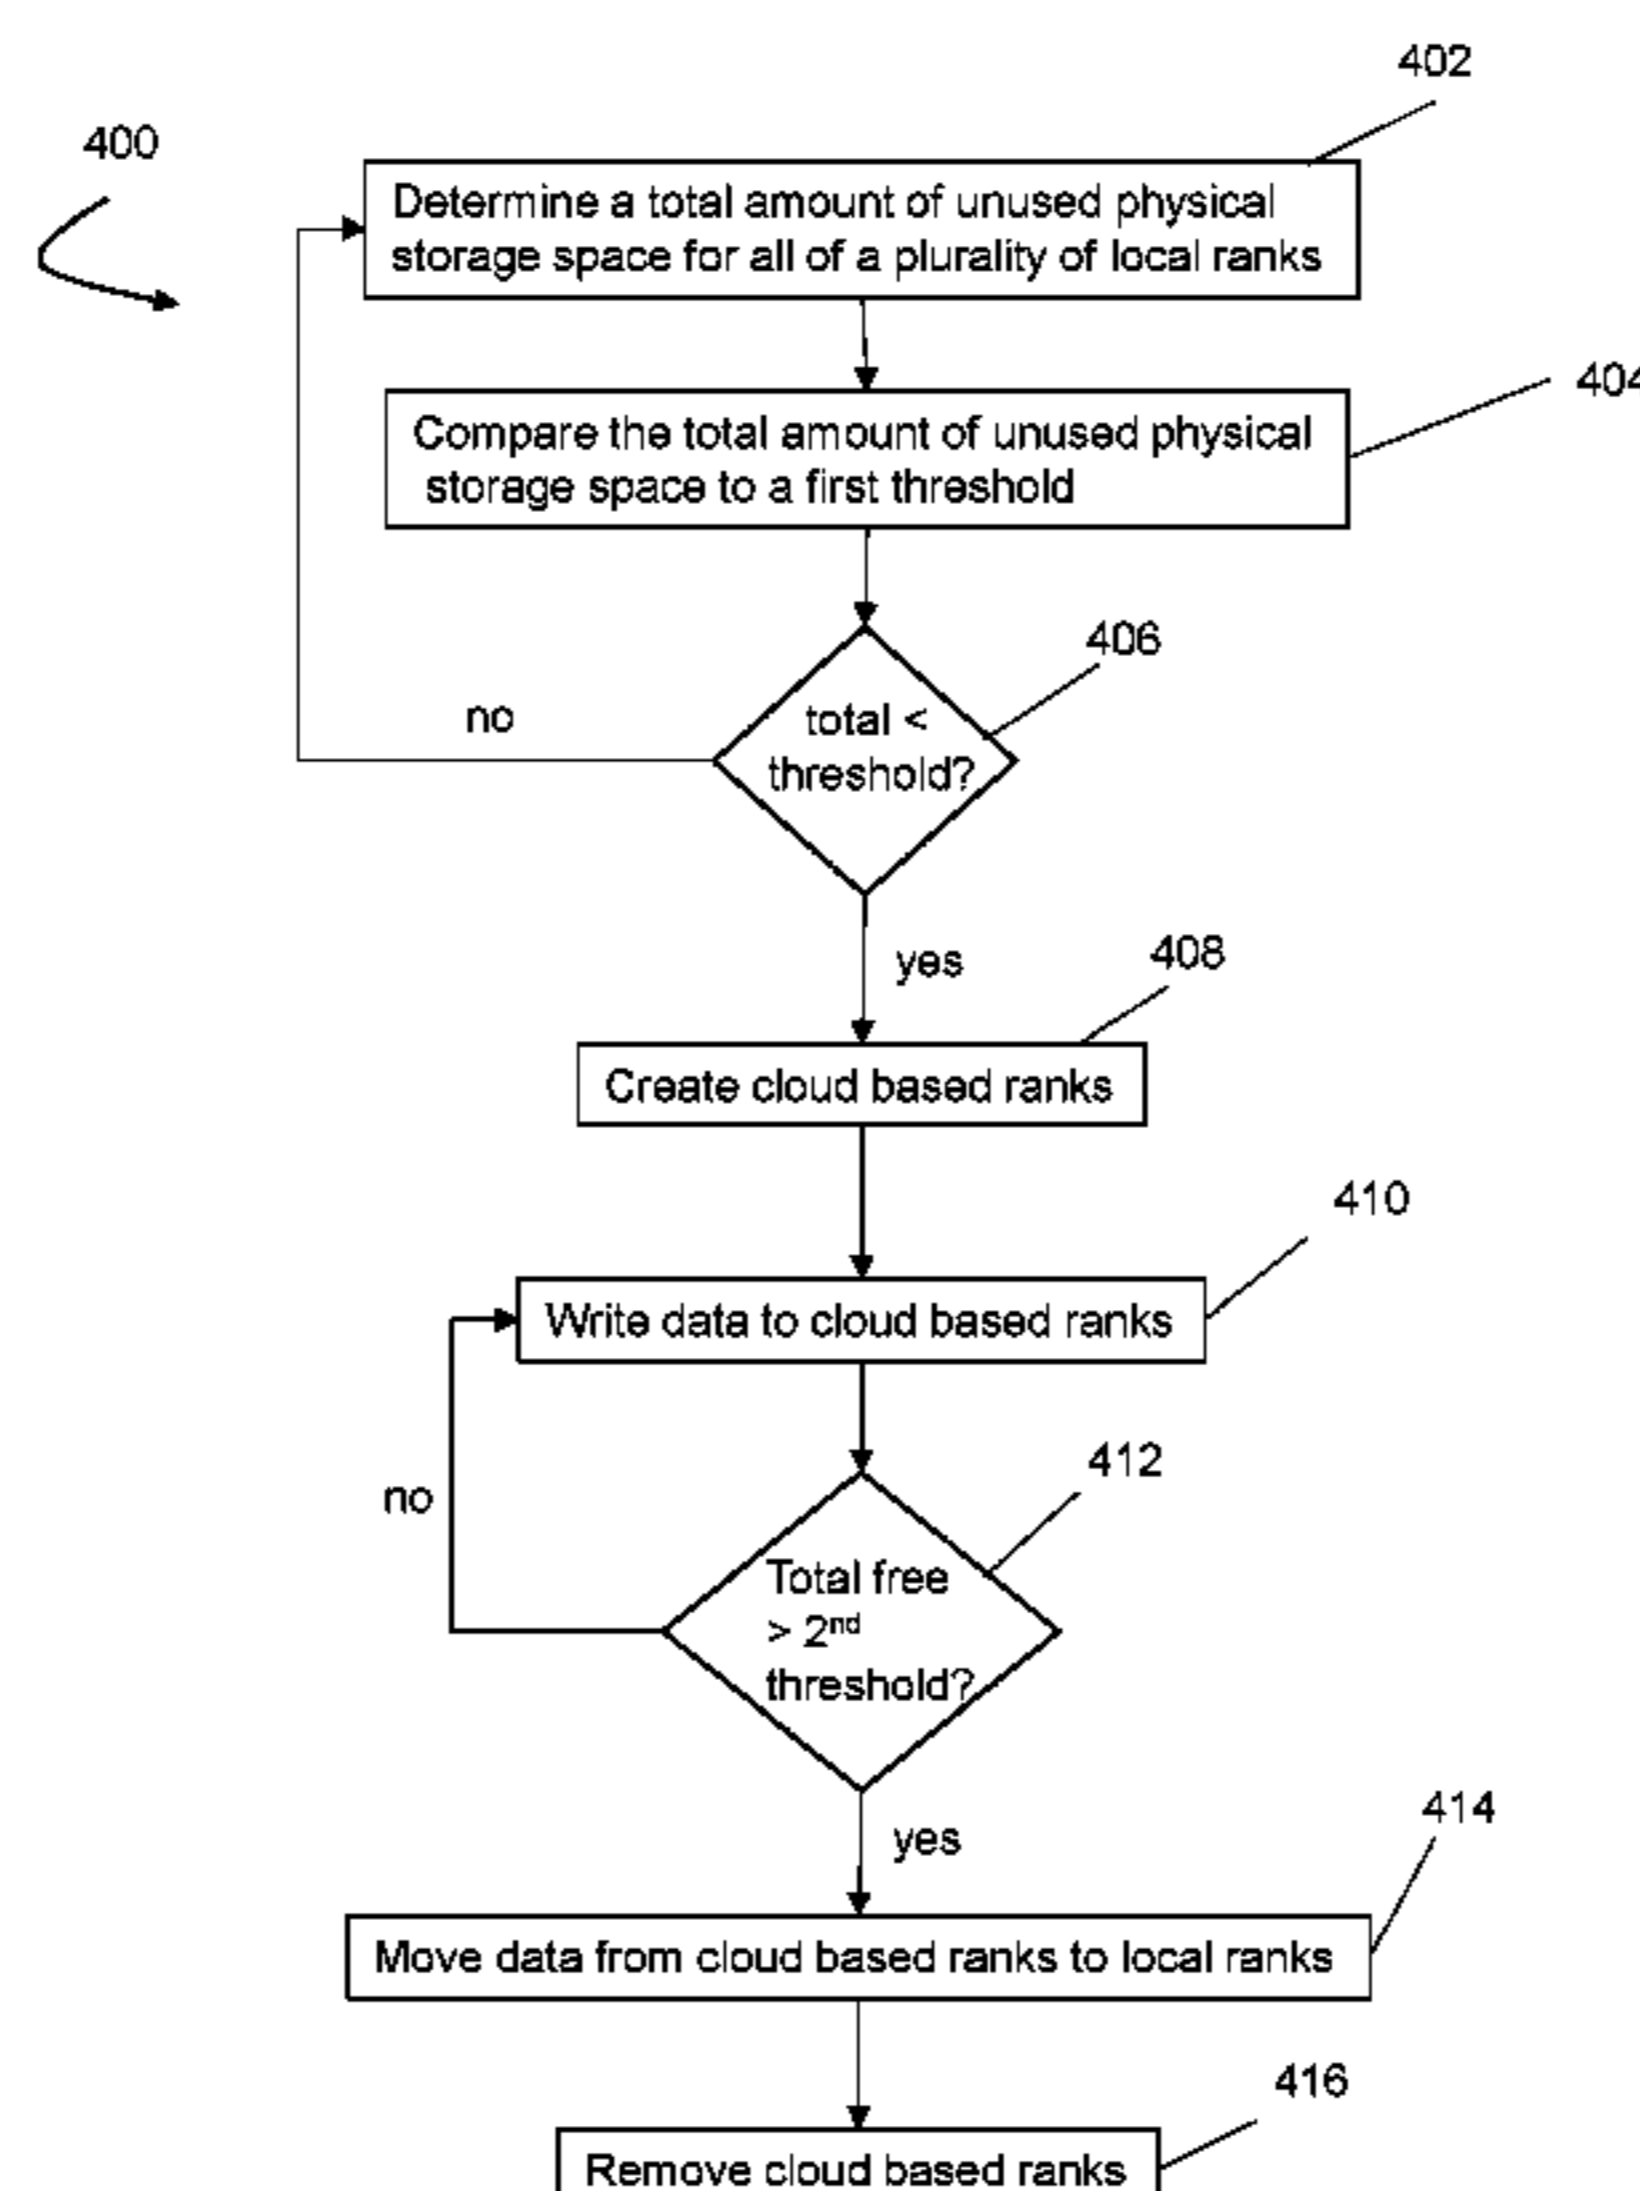 402
400
Determine a total amount of unused physical
storage space for all of a plurality of local ranks
404
Compare the total amount of unused physical
storage space to a first threshold
406
total <
threshold?
no
yes
408
Create cloud based ranks
410
Write data to cloud based ranks
412
no
Total free
> 2nd
threshold?
yes
414
Move data from cloud based ranks to local ranks
416
Remove cloud based ranks